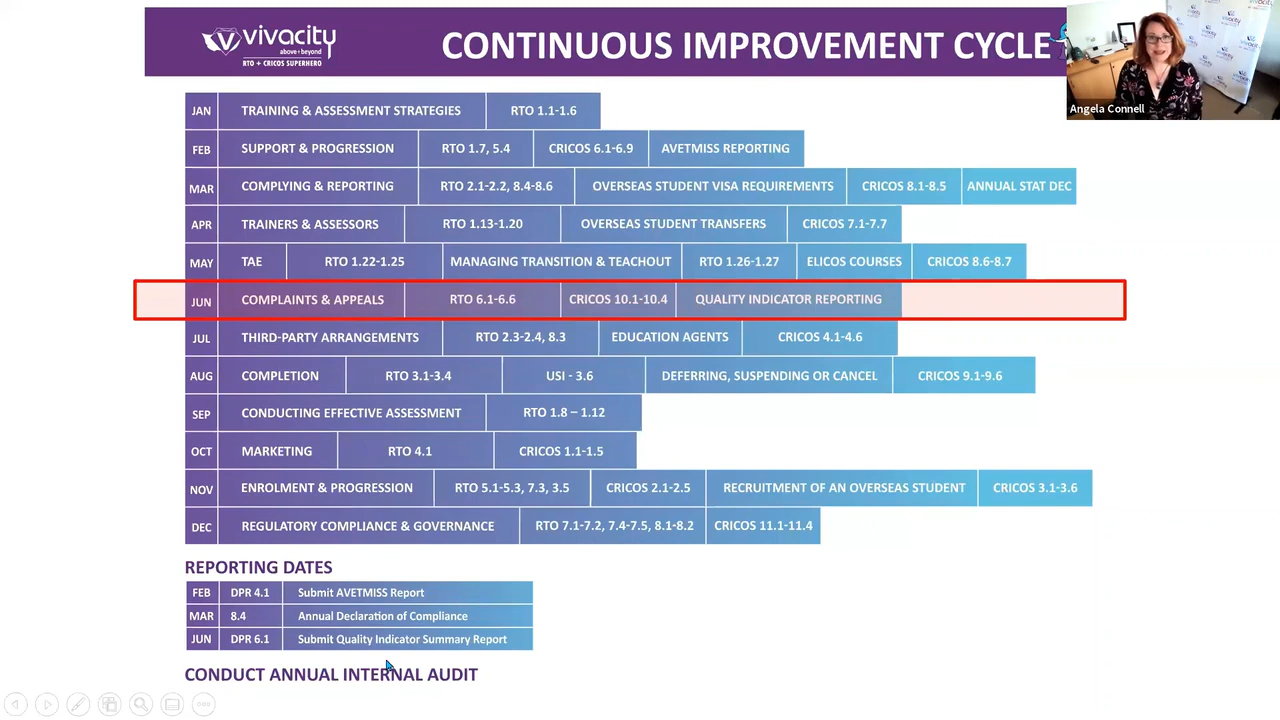 vivacity
above + beyond
RTO + CRICOS SUPERHERO
CONTINUOUS IMPROVEMENT CYCLE
Angela Connell
JAN TRAINING & ASSESSMENT STRATEGIES RTO 1.1-1.6
FEB SUPPORT & PROGRESSION RTO 1.7, 5.4 CRICOS 6.1-6.9 AVETMISS REPORTING
MAR COMPLYING & REPORTING RTO 2.1-2.2, 8.4-8.6 OVERSEAS STUDENT VISA REQUIREMENTS CRICOS 8.1-8.5 ANNUAL STAT DEC
APR TRAINERS & ASSESSORS RTO 1.13-1.20 OVERSEAS STUDENT TRANSFERS CRICOS 7.1-7.7
MAY TAE RTO 1.22-1.25 MANAGING TRANSITION & TEACHOUT RTO 1.26-1.27 ELICOS COURSES CRICOS 8.6-8.7
JUN COMPLAINTS & APPEALS RTO 6.1-6.6 CRICOS 10.1-10.4 QUALITY INDICATOR REPORTING
JUL THIRD-PARTY ARRANGEMENTS RTO 2.3-2.4, 8.3 EDUCATION AGENTS CRICOS 4.1-4.6
AUG COMPLETION RTO 3.1-3.4 USI - 3.6 DEFERRING, SUSPENDING OR CANCEL CRICOS 9.1-9.6
SEP CONDUCTING EFFECTIVE ASSESSMENT RTO 1.8 – 1.12
OCT MARKETING RTO 4.1 CRICOS 1.1-1.5
NOV ENROLMENT & PROGRESSION RTO 5.1-5.3, 7.3, 3.5 CRICOS 2.1-2.5 RECRUITMENT OF AN OVERSEAS STUDENT CRICOS 3.1-3.6
DEC REGULATORY COMPLIANCE & GOVERNANCE RTO 7.1-7.2, 7.4-7.5, 8.1-8.2 CRICOS 11.1-11.4
REPORTING DATES
FEB DPR 4.1 Submit AVETMISS Report
MAR 8.4 Annual Declaration of Compliance
JUN DPR 6.1 Submit Quality Indicator Summary Report
CONDUCT ANNUAL INTERNAL AUDIT